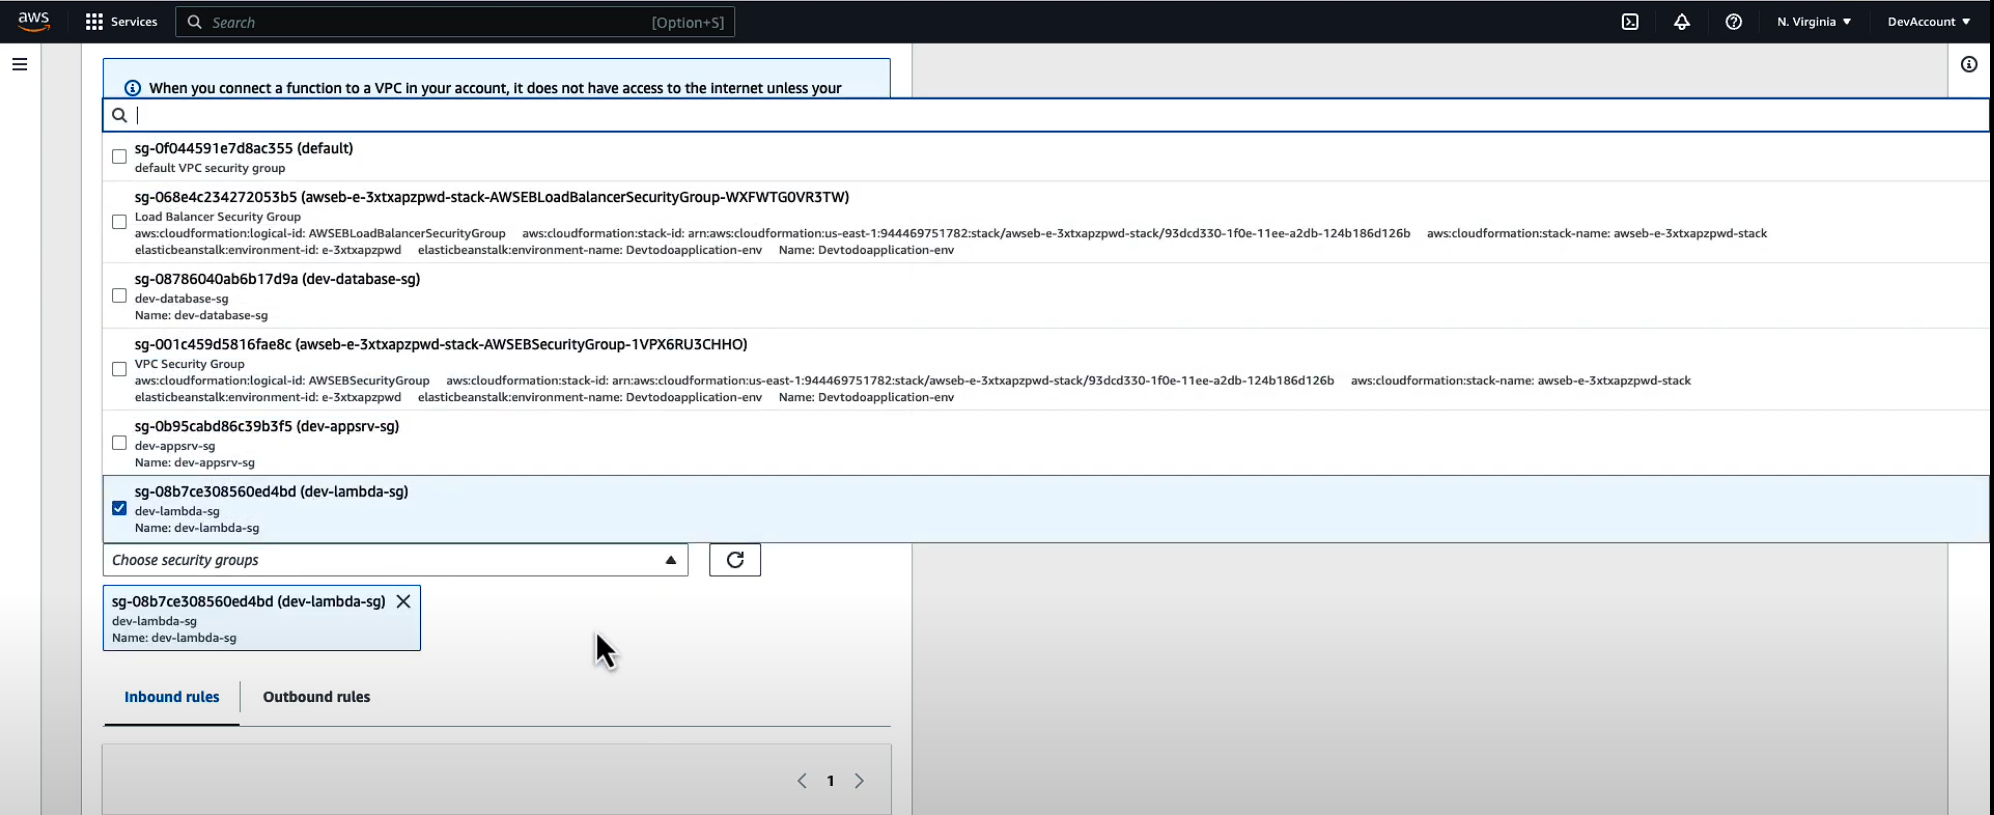 aws
Services
Search
[Option+S]
N. Virginia
DevAccount
When you connect a function to a VPC in your account, it does not have access to the internet unless your
sg-0f044591e7d8ac355 (default)
default VPC security group
sg-068e4c234272053b5 (awseb-e-3xtxapzpwd-stack-AWSEBLoadBalancerSecurityGroup-WXFWTG0VR3TW)
Load Balancer Security Group
aws:cloudformation:logical-id: AWSEBLoadBalancerSecurityGroup aws:cloudformation:stack-id: arn:aws:cloudformation:us-east-1:944469751782:stack/awseb-e-3xtxapzpwd-stack/93dcd330-1f0e-11ee-a2db-124b186d126b aws:cloudformation:stack-name: awseb-e-3xtxapzpwd-stack
elasticbeanstalk:environment-id: e-3xtxapzpwd elasticbeanstalk:environment-name: Devtodoapplication-env Name: Devtodoapplication-env
sg-08786040ab6b17d9a (dev-database-sg)
dev-database-sg
Name: dev-database-sg
sg-001c459d5816fae8c (awseb-e-3xtxapzpwd-stack-AWSEBSecurityGroup-1VPX6RU3CHHO)
VPC Security Group
aws:cloudformation:logical-id: AWSEBSecurityGroup aws:cloudformation:stack-id: arn:aws:cloudformation:us-east-1:944469751782:stack/awseb-e-3xtxapzpwd-stack/93dcd330-1f0e-11ee-a2db-124b186d126b aws:cloudformation:stack-name: awseb-e-3xtxapzpwd-stack
elasticbeanstalk:environment-id: e-3xtxapzpwd elasticbeanstalk:environment-name: Devtodoapplication-env Name: Devtodoapplication-env
sg-0b95cabd86c39b3f5 (dev-appsrv-sg)
dev-appsrv-sg
Name: dev-appsrv-sg
sg-08b7ce308560ed4bd (dev-lambda-sg)
dev-lambda-sg
Name: dev-lambda-sg
Choose security groups
sg-08b7ce308560ed4bd (dev-lambda-sg)
dev-lambda-sg
Name: dev-lambda-sg
Inbound rules
Outbound rules
1